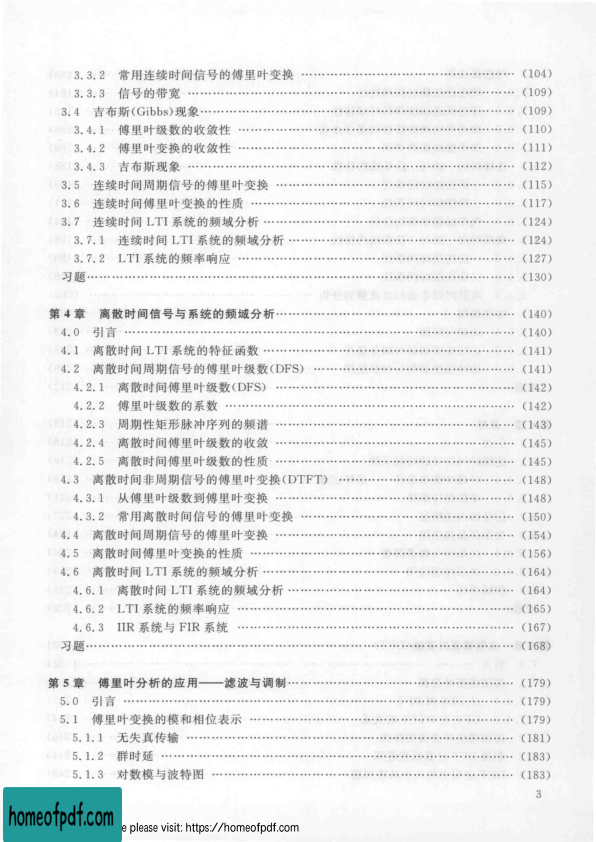 3.3.2 常用连续时间信号的傅里叶变换 …… (104)
3.3.3 信号的带宽 …… (109)
3.4 吉布斯(Gibbs)现象 …… (109)
3.4.1 傅里叶级数的收敛性 …… (110)
3.4.2 傅里叶变换的收敛性 …… (111)
3.4.3 吉布斯现象 …… (112)
3.5 连续时间周期信号的傅里叶变换 …… (115)
3.6 连续时间傅里叶变换的性质 …… (117)
3.7 连续时间 LTI 系统的频域分析 …… (124)
3.7.1 连续时间 LTI 系统的频域分析 …… (124)
3.7.2 LTI 系统的频率响应 …… (127)
习题 …… (130)
第 4 章 离散时间信号与系统的频域分析 …… (140)
4.0 引言 …… (140)
4.1 离散时间 LTI 系统的特征函数 …… (141)
4.2 离散时间周期信号的傅里叶级数(DFS) …… (141)
4.2.1 离散时间傅里叶级数(DFS) …… (142)
4.2.2 傅里叶级数的系数 …… (142)
4.2.3 周期性矩形脉冲序列的频谱 …… (143)
4.2.4 离散时间傅里叶级数的收敛 …… (145)
4.2.5 离散时间傅里叶级数的性质 …… (145)
4.3 离散时间非周期信号的傅里叶变换(DTFT) …… (148)
4.3.1 从傅里叶级数到傅里叶变换 …… (148)
4.3.2 常用离散时间信号的傅里叶变换 …… (150)
4.4 离散时间周期信号的傅里叶变换 …… (154)
4.5 离散时间傅里叶变换的性质 …… (156)
4.6 离散时间 LTI 系统的频域分析 …… (164)
4.6.1 离散时间 LTI 系统的频域分析 …… (164)
4.6.2 LTI 系统的频率响应 …… (165)
4.6.3 IIR 系统与 FIR 系统 …… (167)
习题 …… (168)
第 5 章 傅里叶分析的应用——滤波与调制 …… (179)
5.0 引言 …… (179)
5.1 傅里叶变换的模和相位表示 …… (179)
5.1.1 无失真传输 …… (181)
5.1.2 群时延 …… (183)
5.1.3 对数模与波特图 …… (183)
3
homeofpdf.com
e please visit: https://homeofpdf.com